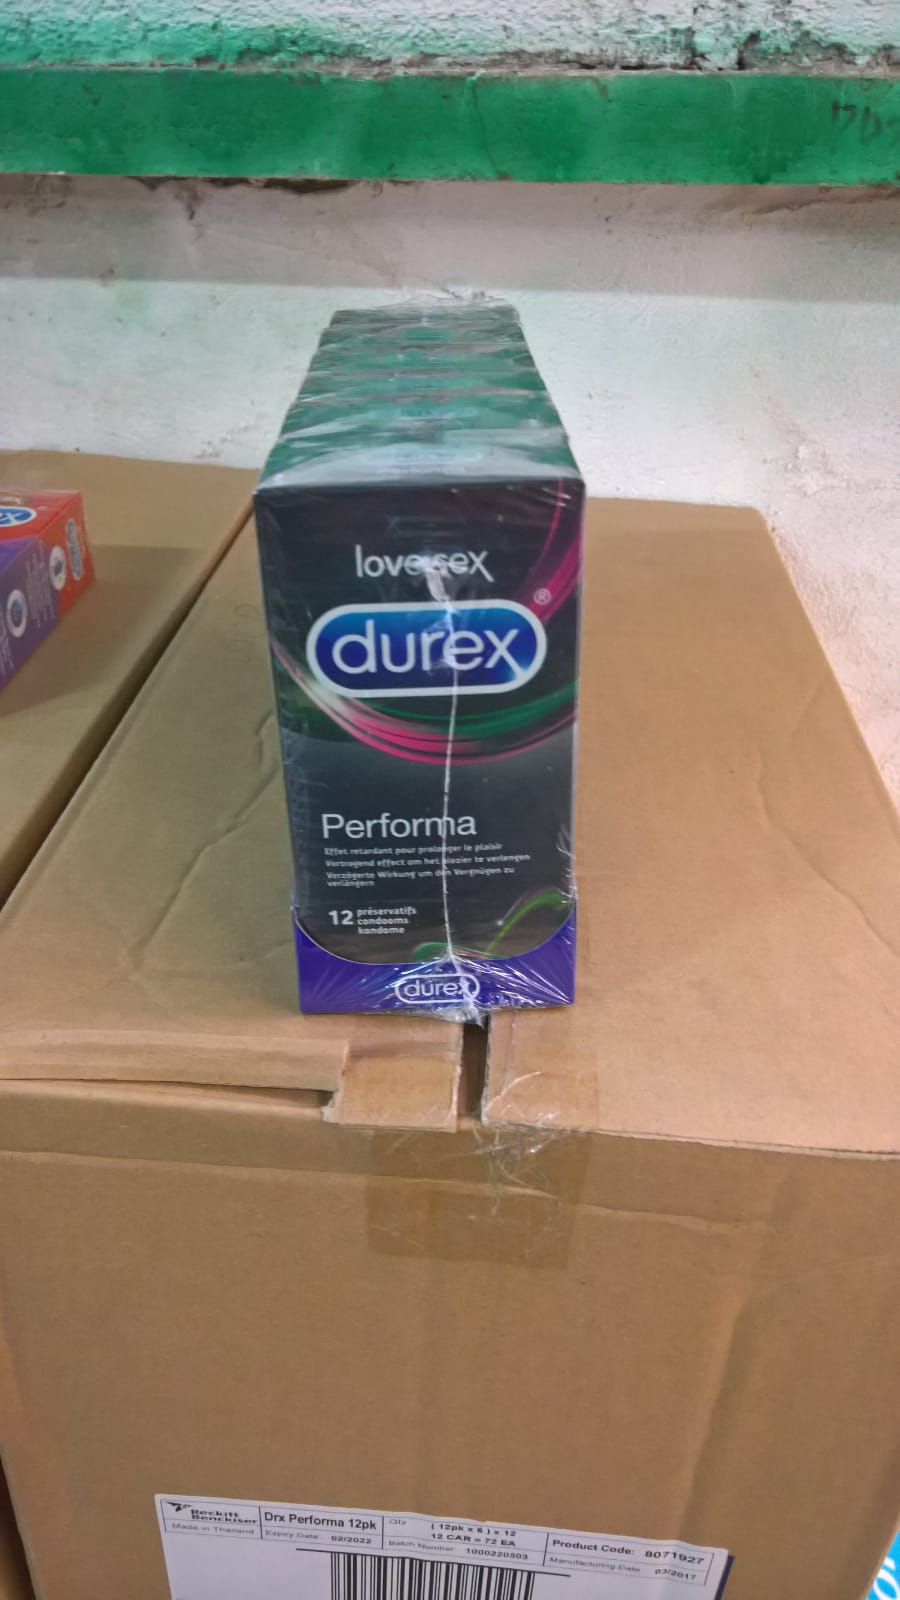 love sex
durex®
Performa
Effet retardant pour prolonger le plaisir
Vertragend effect om het plezier te verlengen
Verzögerte Wirkung um den Vergnügen zu
verlängern
12 préservatifs
condooms
kondome
durex
Reckitt
Benckiser
Made in Thailand
Drx Performa 12pk
Expiry Date 02/2022
Qty ( 12pk x 6 ) x 12
12 CAR = 72 EA
Batch Number 1000220503
Product Code: 8071927
Manufacturing Date 03/2017